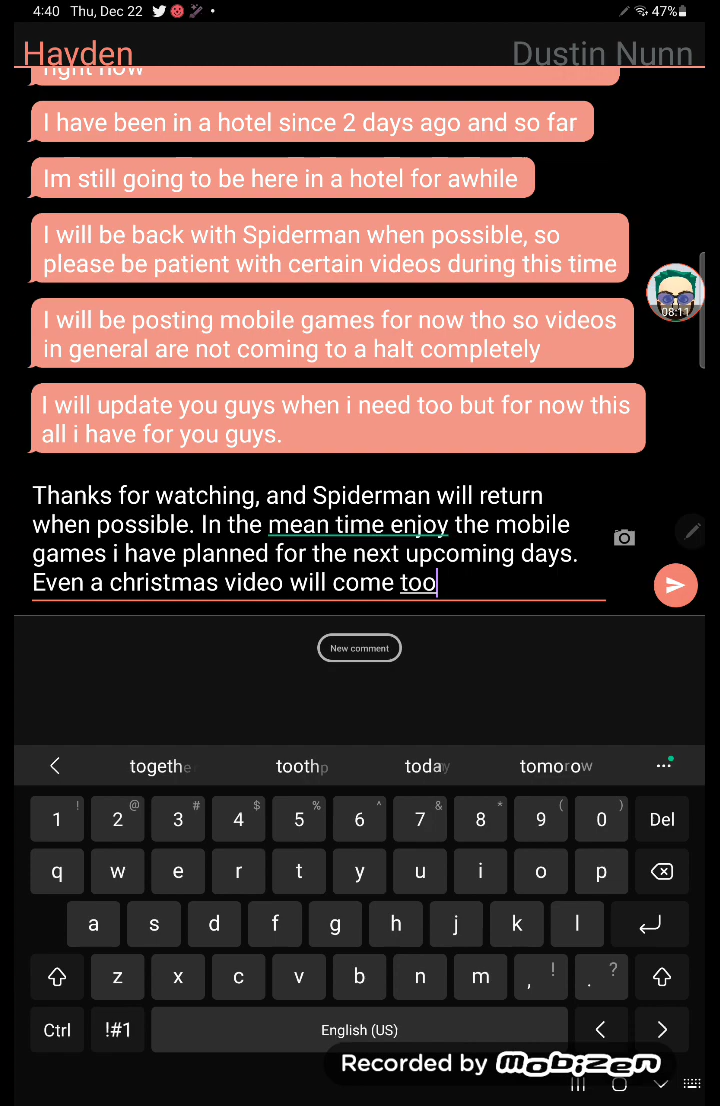 4:40 Thu, Dec 22 47%
Hayden Dustin Nunn
right now
I have been in a hotel since 2 days ago and so far
Im still going to be here in a hotel for awhile
I will be back with Spiderman when possible, so
please be patient with certain videos during this time
08:11
I will be posting mobile games for now tho so videos
in general are not coming to a halt completely
I will update you guys when i need too but for now this
all i have for you guys.
Thanks for watching, and Spiderman will return
when possible. In the mean time enjoy the mobile
games i have planned for the next upcoming days.
Even a christmas video will come too
New comment
togethe toothp today tomorow
! @ # $ % ^ & * ( )
1 2 3 4 5 6 7 8 9 0 Del
q w e r t y u i o p
a s d f g h j k l
z x c v b n m , ! . ?
Ctrl !#1 English (US) < >
Recorded by Mobizen